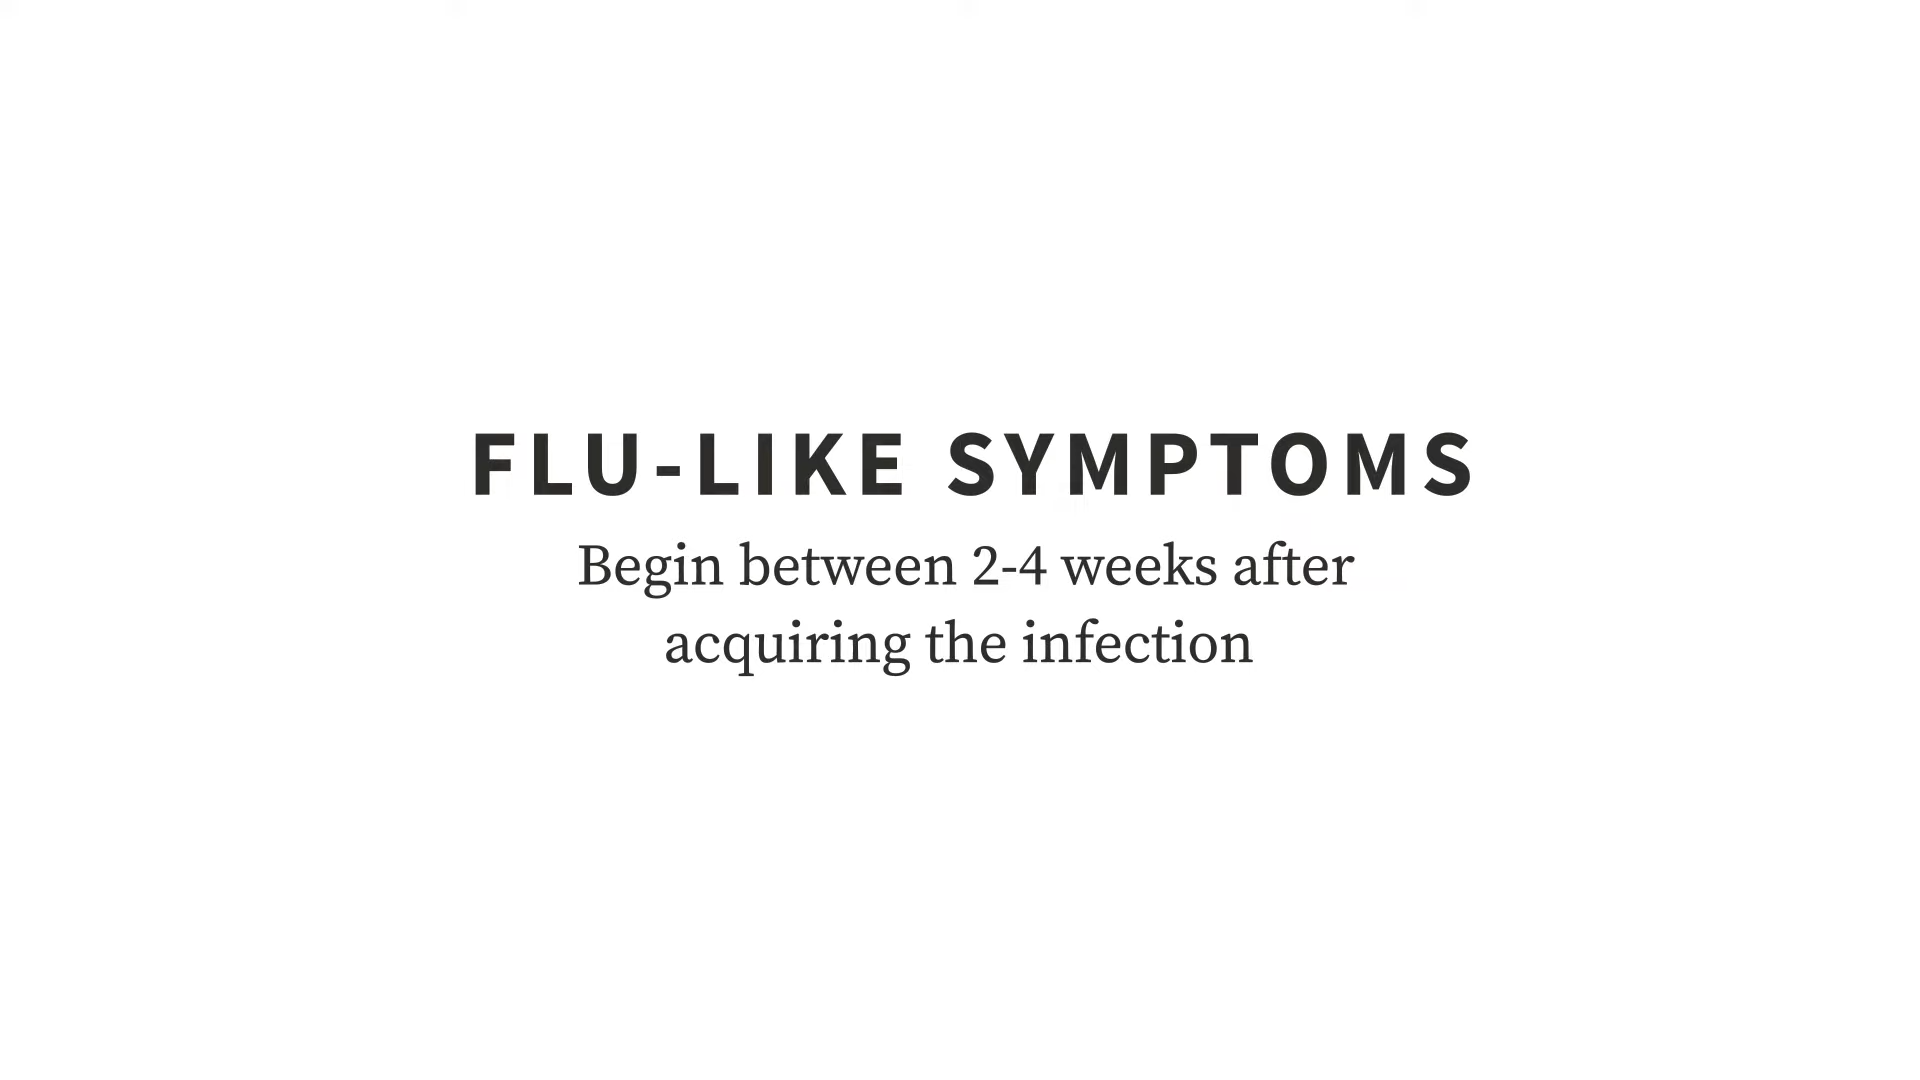 FLU-LIKE SYMPTOMS
Begin between 2-4 weeks after
acquiring the infection